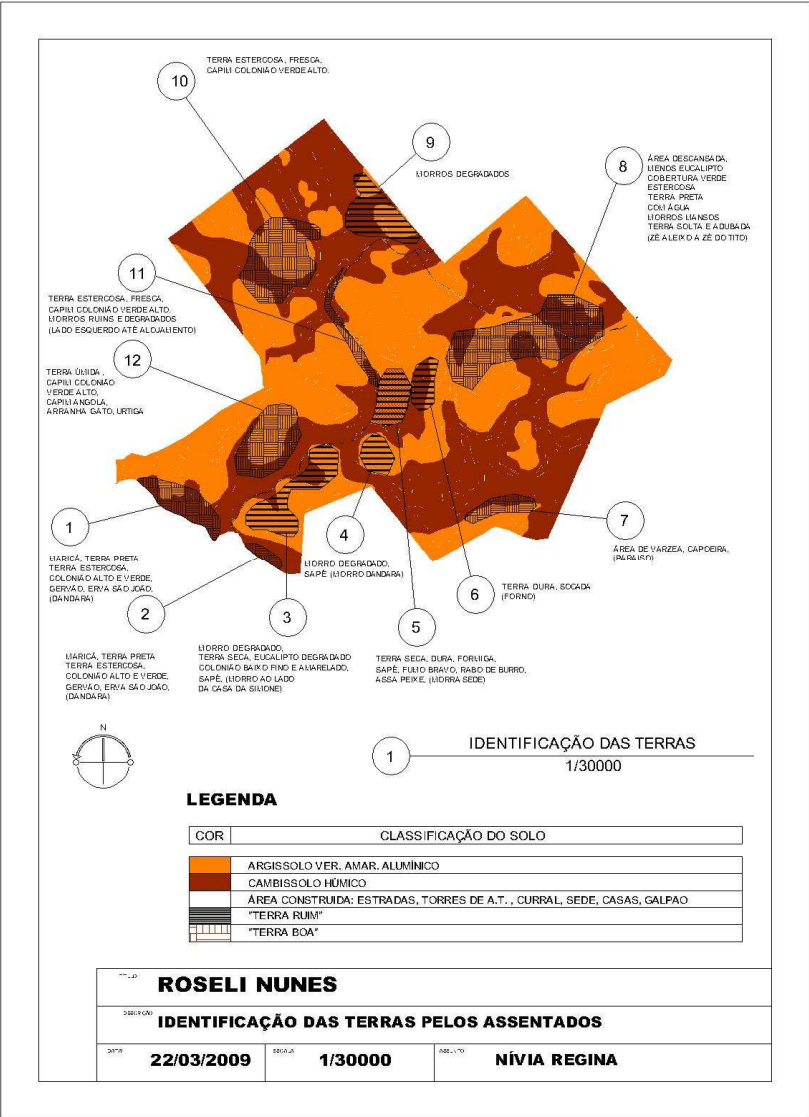 10
TERRA ESTERCOSA, FRESCA,
CAPIM COLONIÃO VERDE ALTO.
9
MORROS DEGRADADOS
8
ÁREA DESCANSADA,
MENOS EUCALIPTO
COBERTURA VERDE
ESTERCOSA
TERRA PRETA
COM ÁGUA
MORROS MANSOS
TERRA SOLTA E ADUBADA
(ZÉ ALEIXO A ZÉ DO TITO)
11
TERRA ESTERCOSA, FRESCA,
CAPIM COLONIÃO VERDE ALTO.
MORROS RUINS E DEGRADADOS
(LADO ESQUERDO ATÉ ALOJAMENTO)
12
TERRA ÚMIDA,
CAPIM COLONIÃO
VERDE ALTO,
CAPIM ANGOLA,
ARRANHA GATO, URTIGA
1
MARICÁ, TERRA PRETA
TERRA ESTERCOSA,
COLONIÃO ALTO E VERDE,
GERVÃO, ERVA SÃO JOÃO,
(DANDARA)
2
MARICÁ, TERRA PRETA
TERRA ESTERCOSA,
COLONIÃO ALTO E VERDE,
GERVÃO, ERVA SÃO JOÃO,
(DANDARA)
3
MORRO DEGRADADO,
TERRA SECA, EUCALIPTO DEGRADADO
COLONIÃO BAIXO FINO E AMARELADO,
SAPÊ, (MORRO AO LADO
DA CASA DA SIMONE)
4
MORRO DEGRADADO,
SAPÊ (MORRO DANDARA)
5
TERRA SECA, DURA, FORMIGA,
SAPÊ, FUMO BRAVO, RABO DE BURRO,
ASSA PEIXE, (MORRA SEDE)
6
TERRA DURA, SOCADA
(FORNO)
7
ÁREA DE VARZEA, CAPOEIRA,
(PARAISO)
N
1
IDENTIFICAÇÃO DAS TERRAS
1/30000
LEGENDA
COR CLASSIFICAÇÃO DO SOLO
ARGISSOLO VER. AMAR. ALUMÍNICO
CAMBISSOLO HÚMICO
ÁREA CONSTRUIDA: ESTRADAS, TORRES DE A.T. , CURRAL, SEDE, CASAS, GALPAO
"TERRA RUIM"
"TERRA BOA"
TÍTULO
ROSELI NUNES
DESCRIÇÃO
IDENTIFICAÇÃO DAS TERRAS PELOS ASSENTADOS
DATA 22/03/2009 ESCALA 1/30000 NÍVIA REGINA